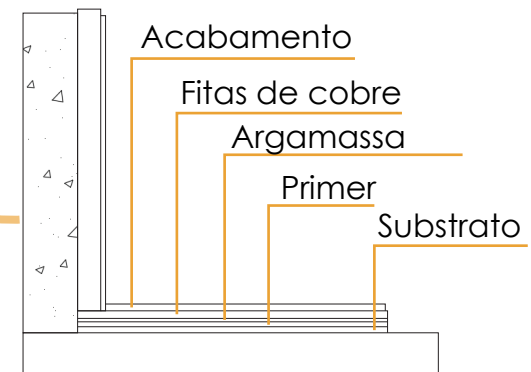 Acabamento
Fitas de cobre
Argamassa
Primer
Substrato